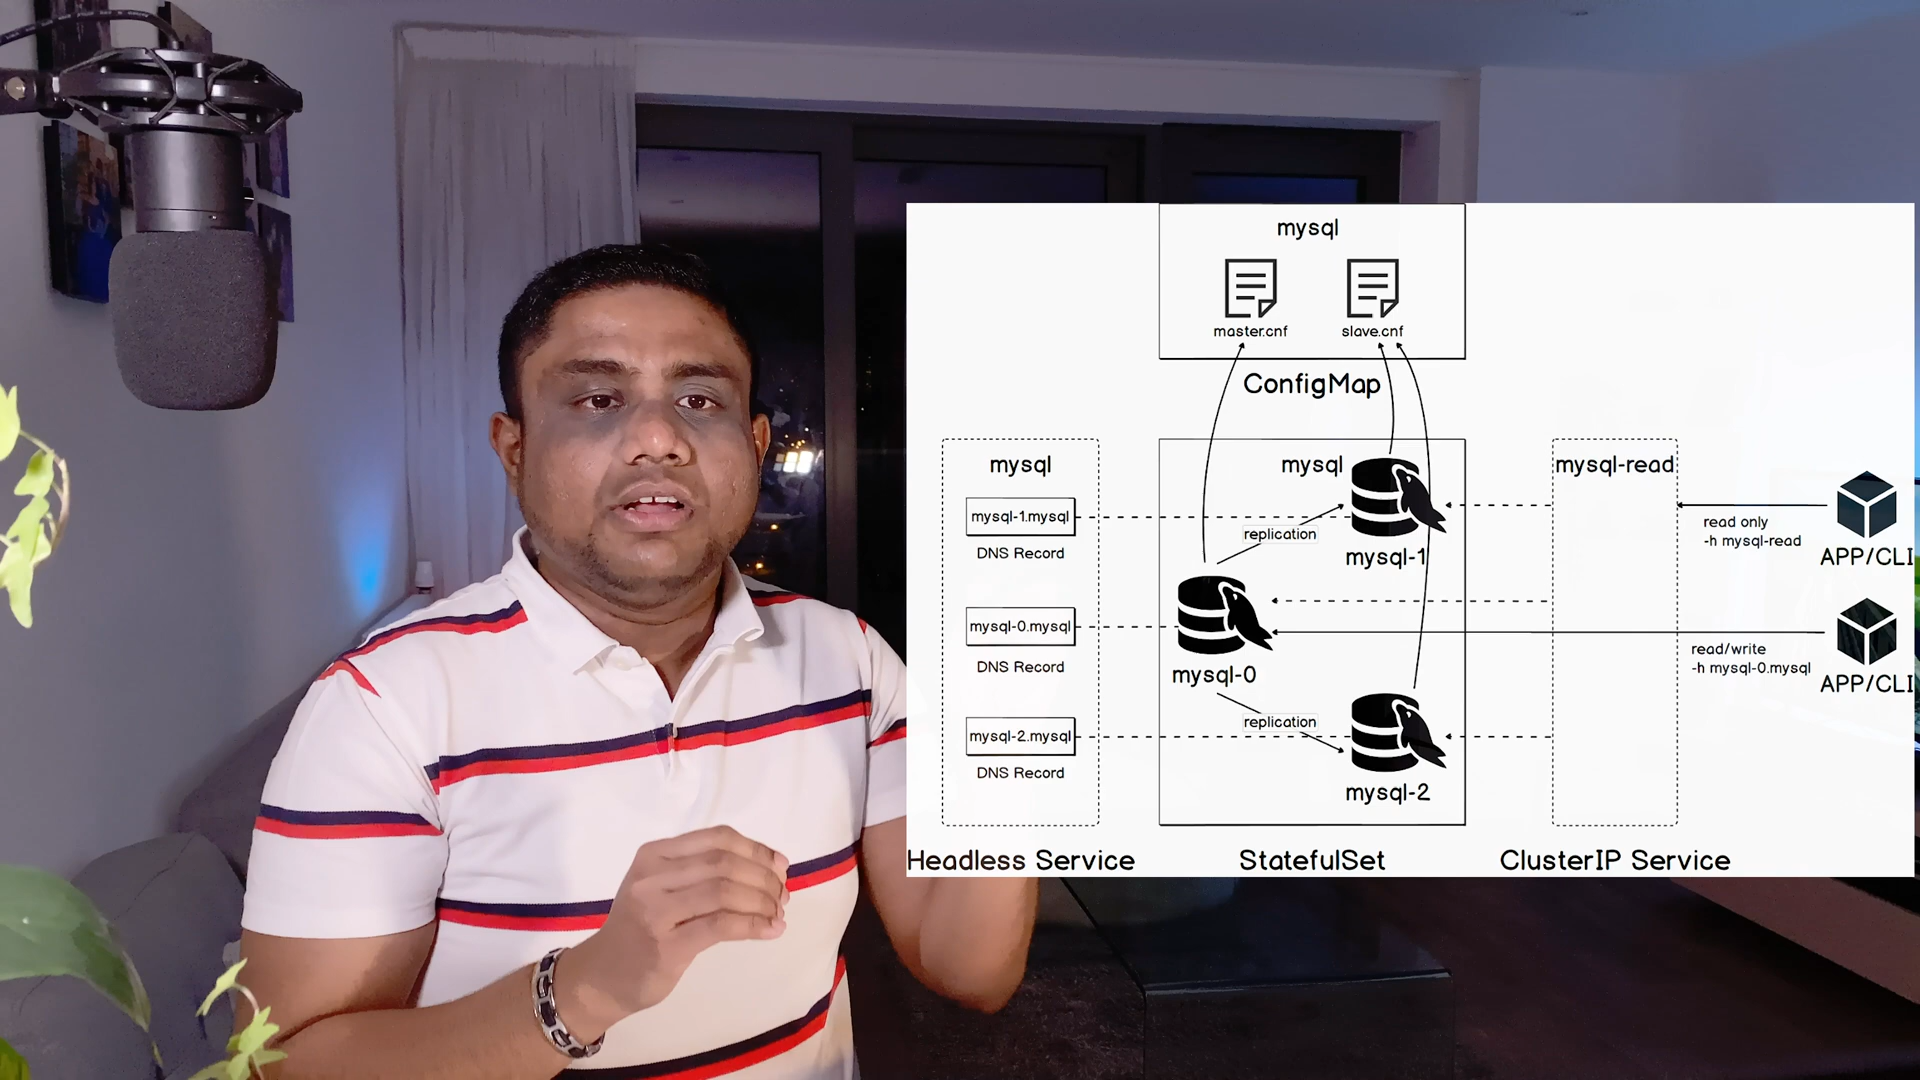 mysql
master.cnf
slave.cnf
ConfigMap
mysql
mysql-1.mysql
DNS Record
mysql-0.mysql
DNS Record
mysql-2.mysql
DNS Record
Headless Service
mysql
replication
mysql-1
mysql-0
replication
mysql-2
StatefulSet
mysql-read
ClusterIP Service
read only
-h mysql-read
APP/CLI
read/write
-h mysql-0.mysql
APP/CLI